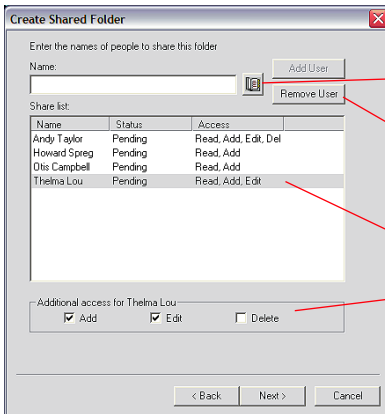 Create Shared Folder
Enter the names of people to share this folder
Name:
Add User
Remove User
Share list:
Name Status Access
Andy Taylor Pending Read, Add, Edit, Del
Howard Spreg Pending Read, Add
Otis Campbell Pending Read, Add
Thelma Lou Pending Read, Add, Edit
Additional access for Thelma Lou
Add Edit Delete
< Back Next > Cancel